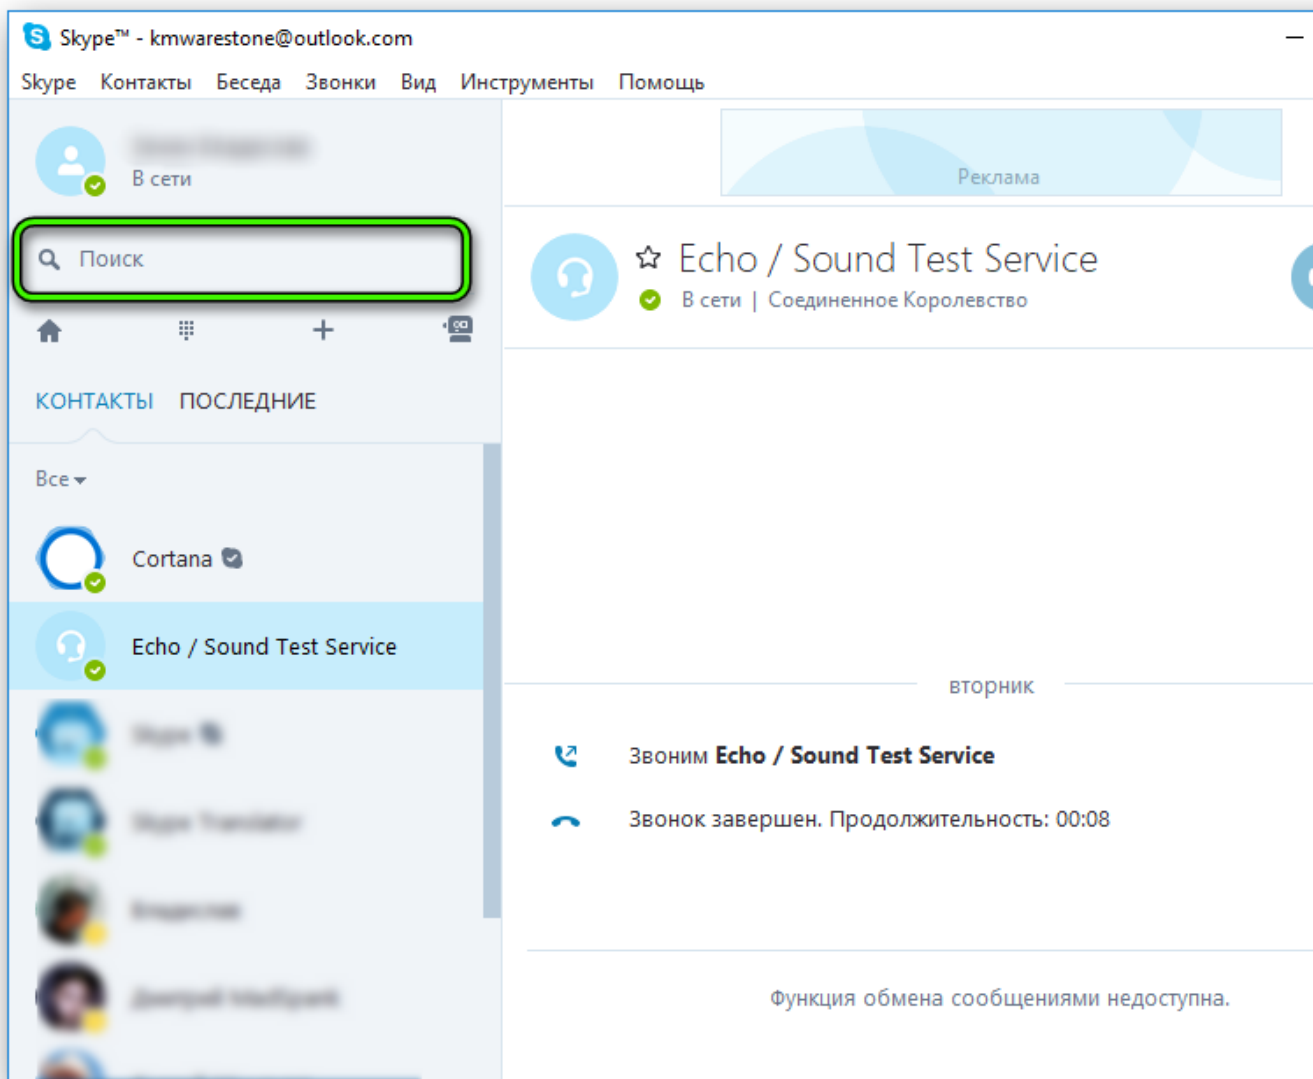 Skype™ - kmwarestone@outlook.com
Skype Контакты Беседа Звонки Вид Инструменты Помощь
В сети
Реклама
Поиск
Echo / Sound Test Service
В сети | Соединенное Королевство
КОНТАКТЫ ПОСЛЕДНИЕ
Все
Cortana
Echo / Sound Test Service
вторник
Звоним Echo / Sound Test Service
Звонок завершен. Продолжительность: 00:08
Функция обмена сообщениями недоступна.